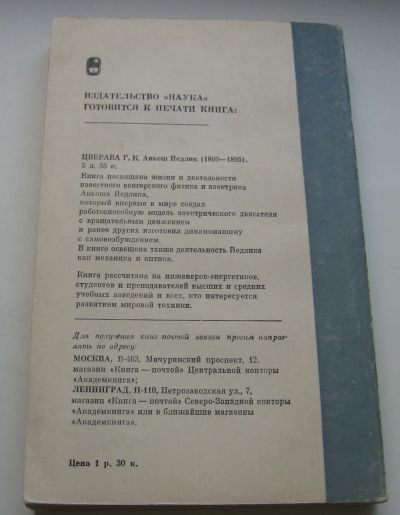 ИЗДАТЕЛЬСТВО «НАУКА»
ГОТОВИТСЯ К ПЕЧАТИ КНИГА:
ЦВЕРАВА Г. К. Аньош Йедлик (1800—1895).
5 л. 35 к.
Книга посвящена жизни и деятельности
известного венгерского физика и электрика
Аньоша Йедлика,
который впервые в мире создал
работоспособную модель электрического двигателя
с вращательным движением
и ранее других изготовил динамомашину
с самовозбуждением.
В книге освещена также деятельность Йедлика
как механика и оптика.
Книга рассчитана на инженеров-энергетиков,
студентов и преподавателей высших и средних
учебных заведений и всех, кто интересуется
развитием мировой техники.
Для получения книг почтой заказы просим направ-
лять по адресу:
МОСКВА, В-463, Мичуринский проспект, 12,
магазин «Книга — почтой» Центральной конторы
«Академкнига»;
ЛЕНИНГРАД, П-110, Петрозаводская ул., 7,
магазин «Книга — почтой» Северо-Западной конторы
«Академкнига» или в ближайшие магазины
«Академкнига».
Цена 1 р. 30 к.